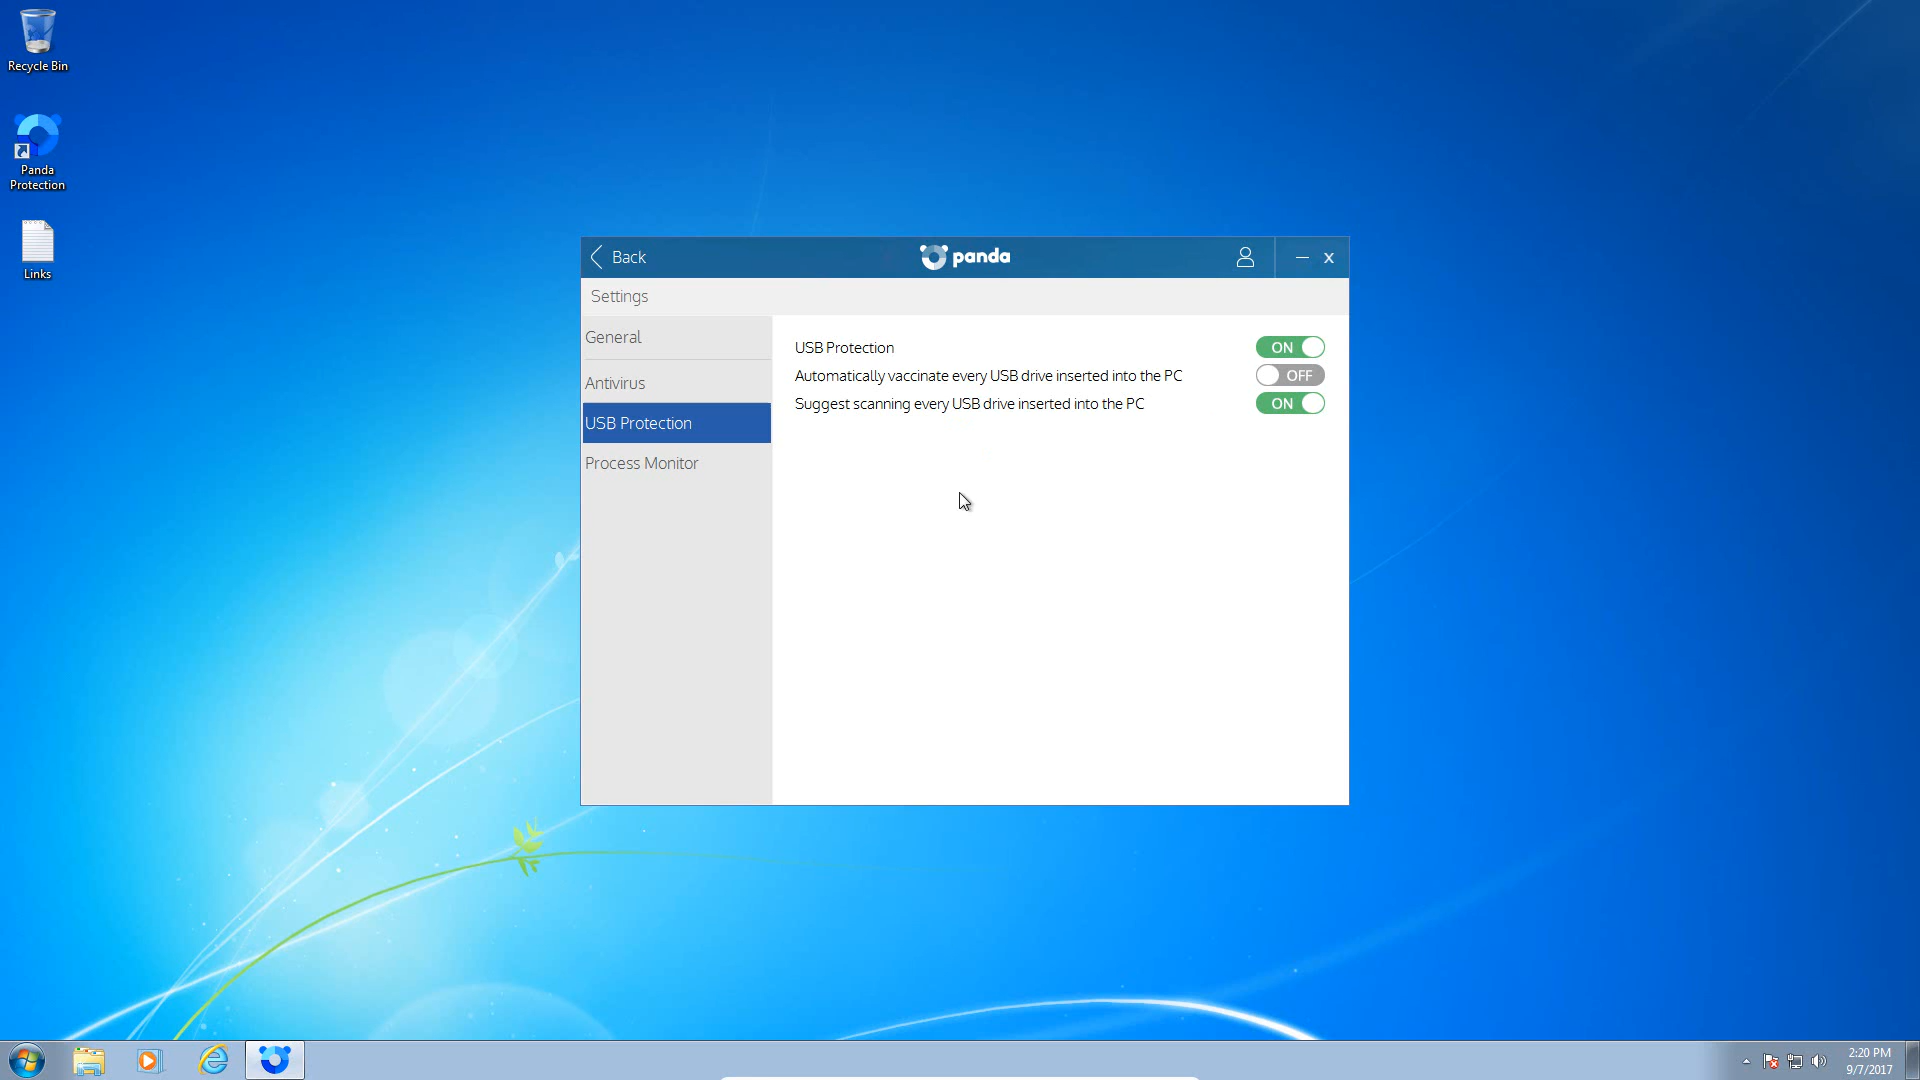 Recycle Bin
Panda
Protection
Links
Back
panda
x
Settings
General
Antivirus
USB Protection
Process Monitor
USB Protection
ON
Automatically vaccinate every USB drive inserted into the PC
OFF
Suggest scanning every USB drive inserted into the PC
ON
2:20 PM
9/7/2017